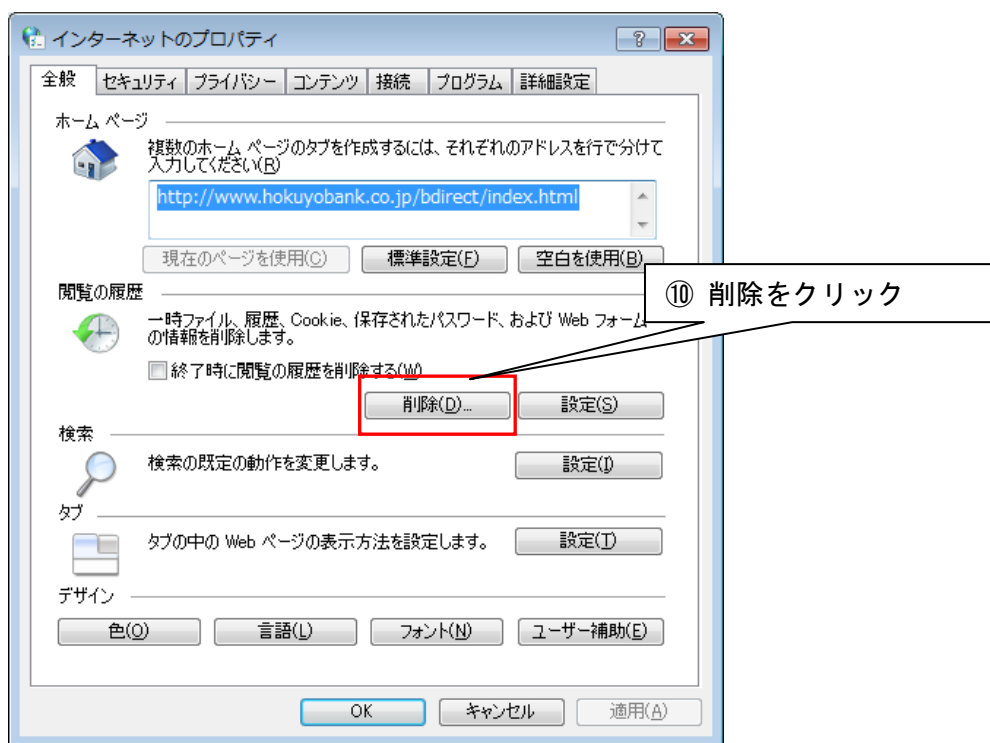 インターネットのプロパティ
全般 セキュリティ プライバシー コンテンツ 接続 プログラム 詳細設定
ホーム ページ
複数のホーム ページのタブを作成するには、それぞれのアドレスを行で分けて
入力してください(R)
http://www.hokuyobank.co.jp/bdirect/index.html
現在のページを使用(C) 標準設定(F) 空白を使用(B)
⑩ 削除をクリック
閲覧の履歴
一時ファイル、履歴、Cookie、保存されたパスワード、および Web フォーム
の情報を削除します。
終了時に閲覧の履歴を削除する(W)
削除(D)... 設定(S)
検索
検索の既定の動作を変更します。 設定(I)
タブ
タブの中の Web ページの表示方法を設定します。 設定(T)
デザイン
色(O) 言語(L) フォント(N) ユーザー補助(E)
OK キャンセル 適用(A)